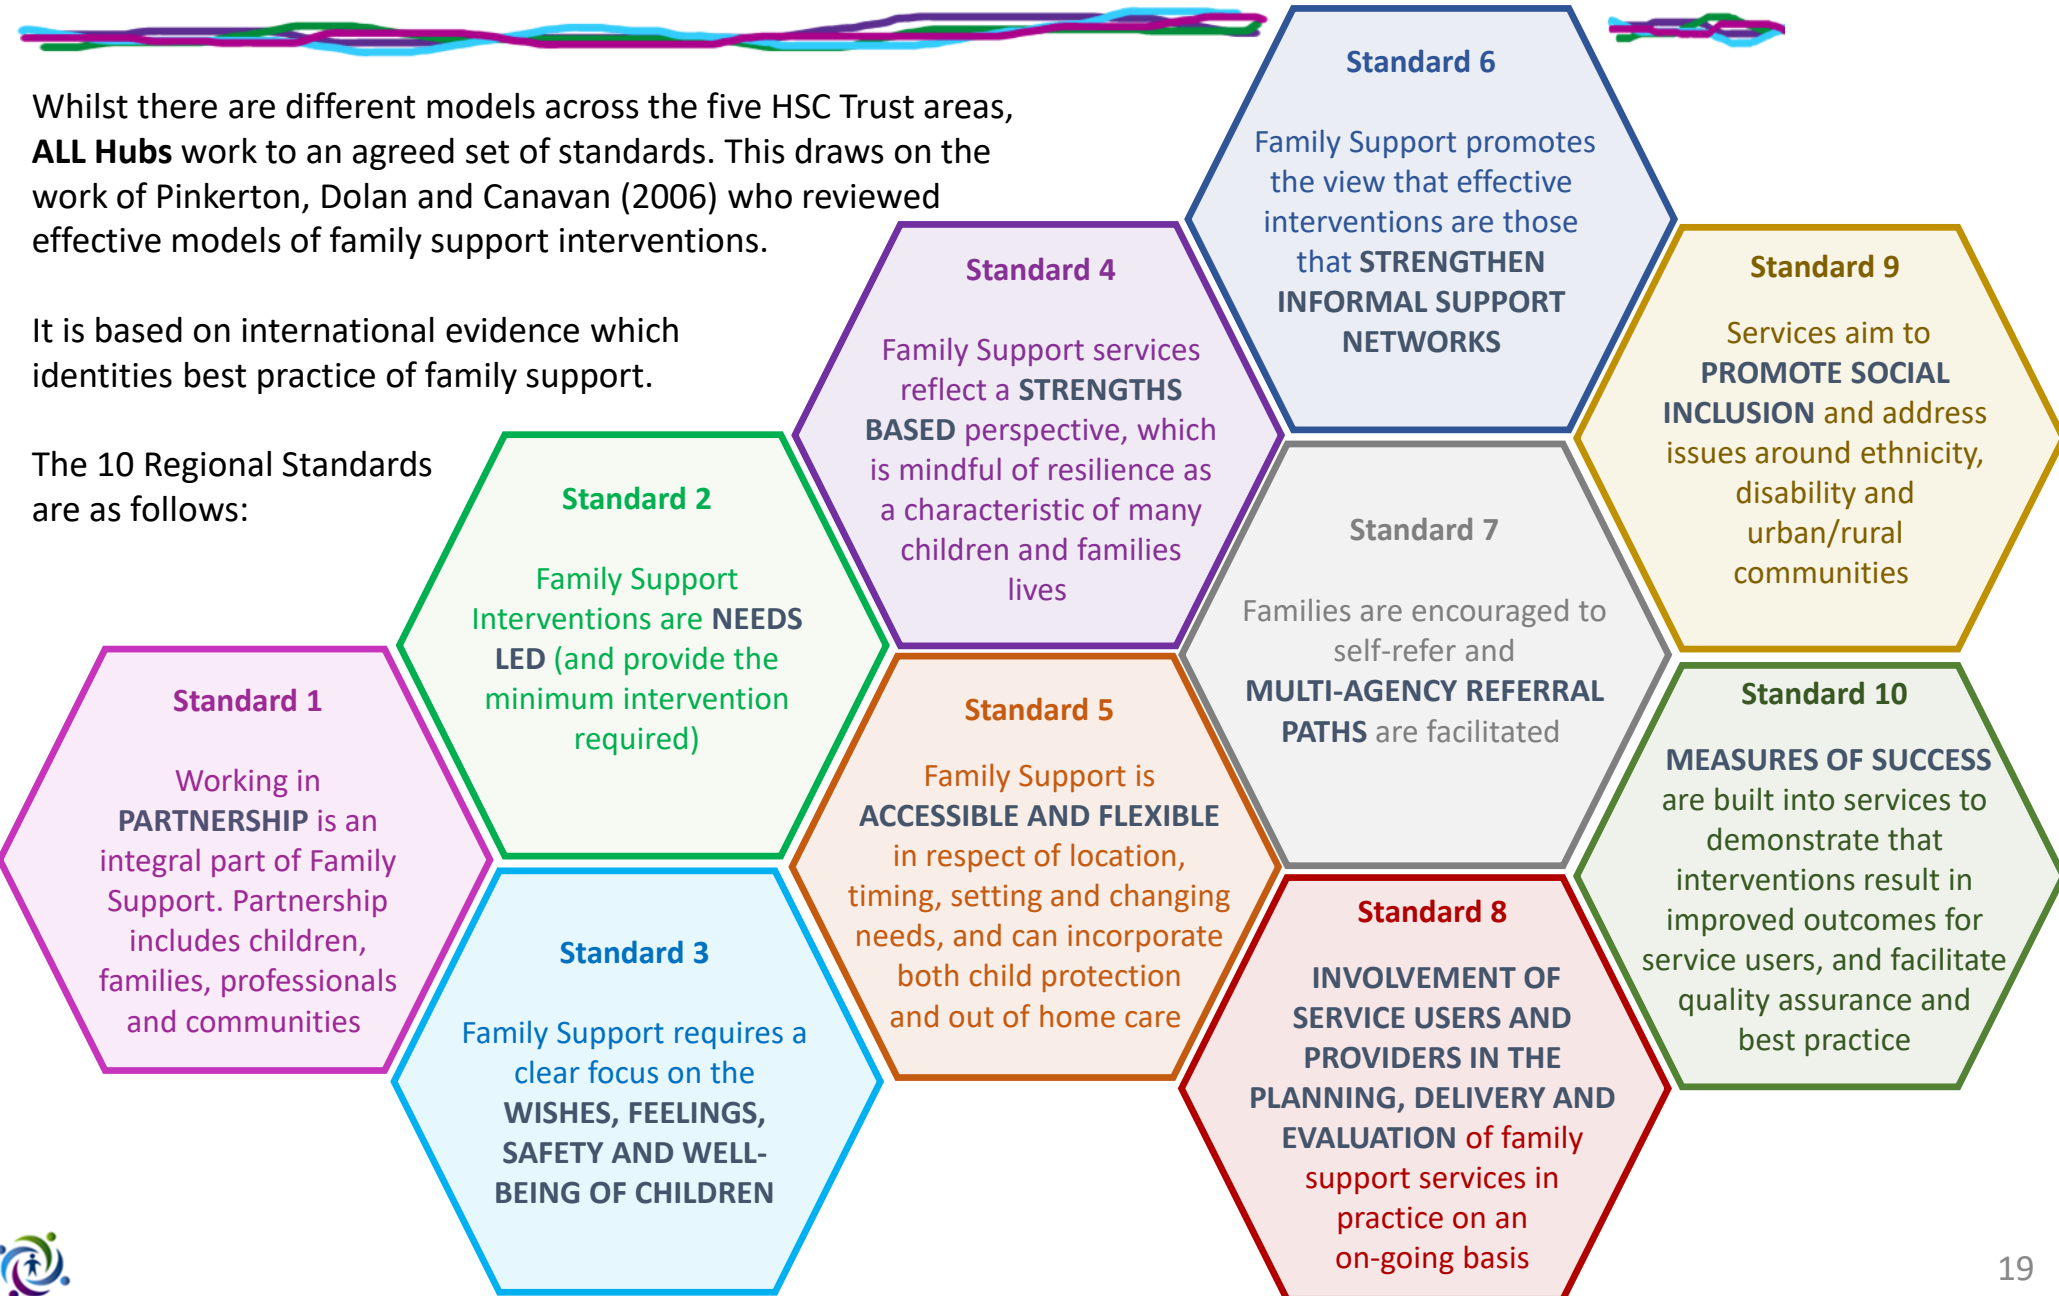 Whilst there are different models across the five HSC Trust areas,
ALL Hubs work to an agreed set of standards. This draws on the
work of Pinkerton, Dolan and Canavan (2006) who reviewed
effective models of family support interventions.
It is based on international evidence which
identities best practice of family support.
The 10 Regional Standards
are as follows:
Standard 1
Working in
PARTNERSHIP is an
integral part of Family
Support. Partnership
includes children,
families, professionals
and communities
Standard 2
Family Support
Interventions are NEEDS
LED (and provide the
minimum intervention
required)
Standard 3
Family Support requires a
clear focus on the
WISHES, FEELINGS,
SAFETY AND WELL-
BEING OF CHILDREN
Standard 4
Family Support services
reflect a STRENGTHS
BASED perspective, which
is mindful of resilience as
a characteristic of many
children and families
lives
Standard 5
Family Support is
ACCESSIBLE AND FLEXIBLE
in respect of location,
timing, setting and changing
needs, and can incorporate
both child protection
and out of home care
Standard 6
Family Support promotes
the view that effective
interventions are those
that STRENGTHEN
INFORMAL SUPPORT
NETWORKS
Standard 7
Families are encouraged to
self-refer and
MULTI-AGENCY REFERRAL
PATHS are facilitated
Standard 8
INVOLVEMENT OF
SERVICE USERS AND
PROVIDERS IN THE
PLANNING, DELIVERY AND
EVALUATION of family
support services in
practice on an
on-going basis
Standard 9
Services aim to
PROMOTE SOCIAL
INCLUSION and address
issues around ethnicity,
disability and
urban/rural
communities
Standard 10
MEASURES OF SUCCESS
are built into services to
demonstrate that
interventions result in
improved outcomes for
service users, and facilitate
quality assurance and
best practice
19